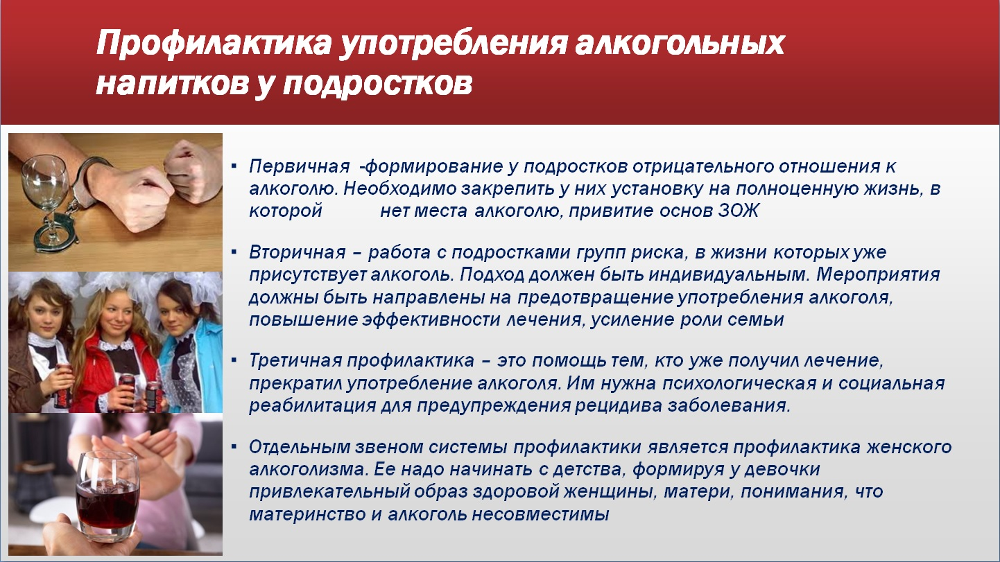 Профилактика употребления алкогольных
напитков у подростков
▪ Первичная -формирование у подростков отрицательного отношения к
алкоголю. Необходимо закрепить у них установку на полноценную жизнь, в
которой нет места алкоголю, привитие основ ЗОЖ
▪ Вторичная – работа с подростками групп риска, в жизни которых уже
присутствует алкоголь. Подход должен быть индивидуальным. Мероприятия
должны быть направлены на предотвращение употребления алкоголя,
повышение эффективности лечения, усиление роли семьи
▪ Третичная профилактика – это помощь тем, кто уже получил лечение,
прекратил употребление алкоголя. Им нужна психологическая и социальная
реабилитация для предупреждения рецидива заболевания.
▪ Отдельным звеном системы профилактики является профилактика женского
алкоголизма. Ее надо начинать с детства, формируя у девочки
привлекательный образ здоровой женщины, матери, понимания, что
материнство и алкоголь несовместимы